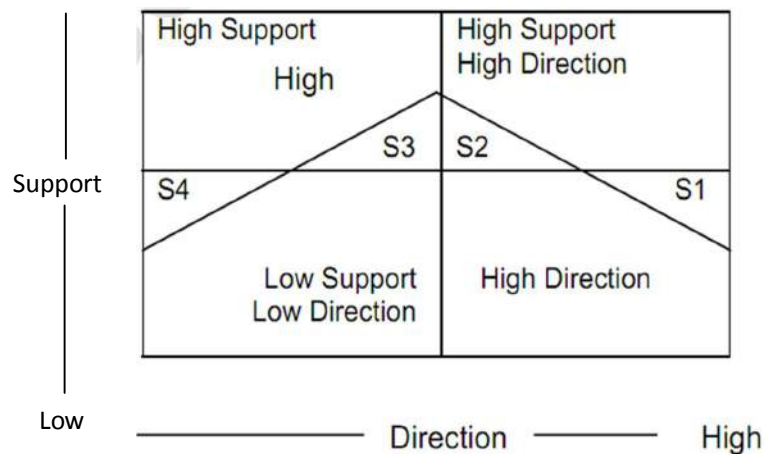 High Support
High
High Support
High Direction
S3
S2
Support
S4
S1
Low Support
Low Direction
High Direction
Low
Direction
High